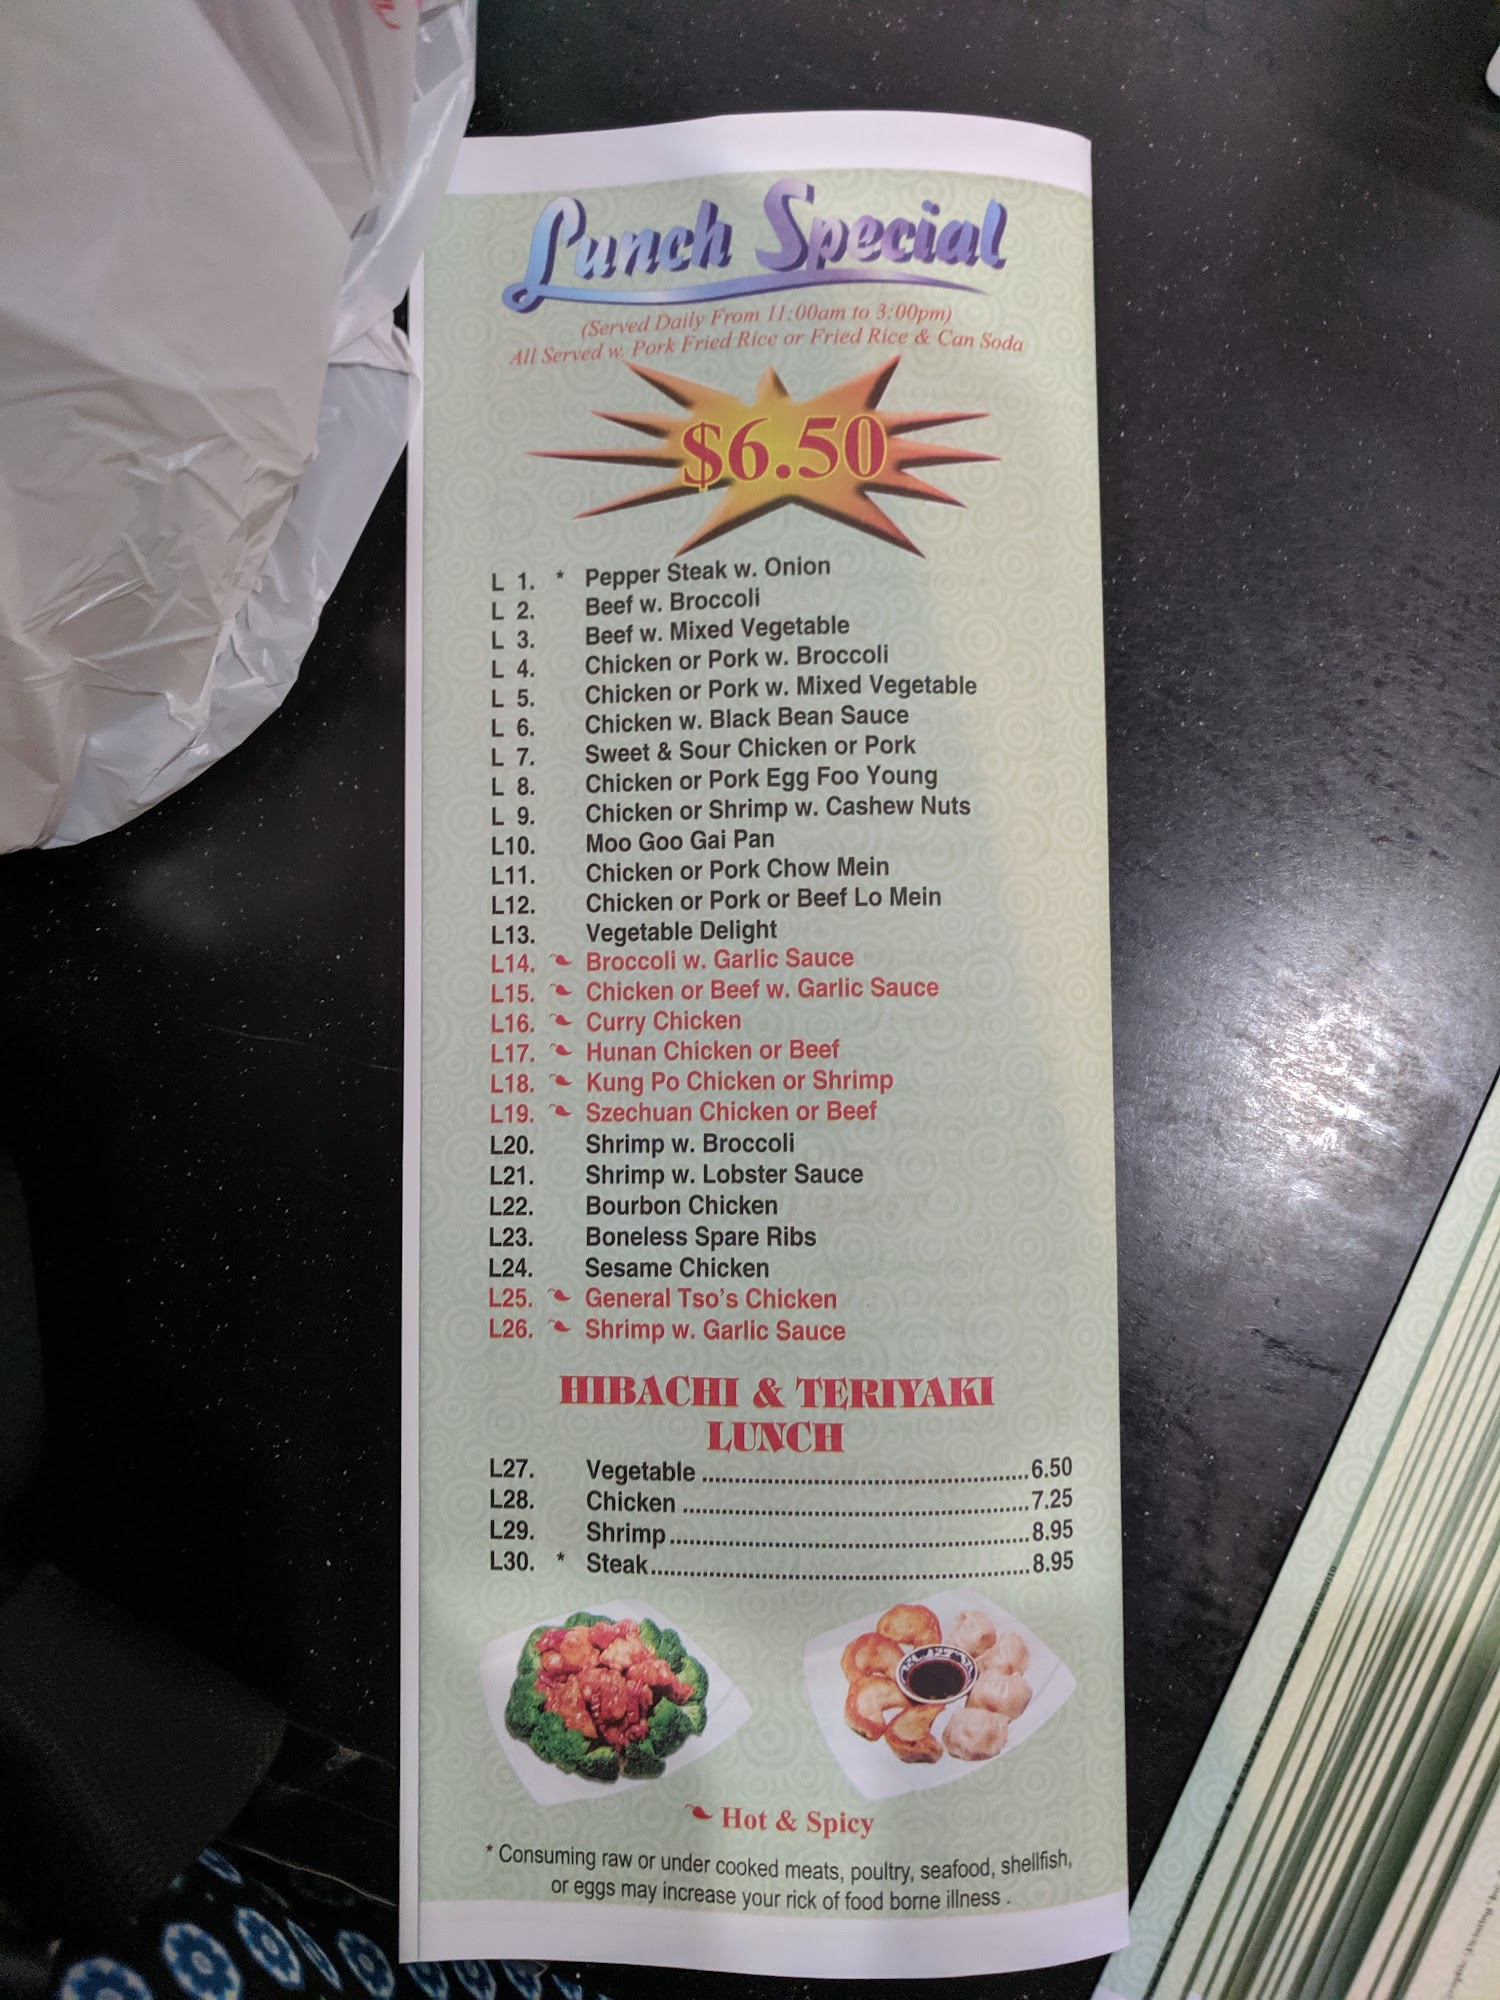 Lunch Special
(Served Daily From 11:00am to 3:00pm)
All Served w. Pork Fried Rice or Fried Rice & Can Soda
$6.50
L 1. * Pepper Steak w. Onion
L 2. Beef w. Broccoli
L 3. Beef w. Mixed Vegetable
L 4. Chicken or Pork w. Broccoli
L 5. Chicken or Pork w. Mixed Vegetable
L 6. Chicken w. Black Bean Sauce
L 7. Sweet & Sour Chicken or Pork
L 8. Chicken or Pork Egg Foo Young
L 9. Chicken or Shrimp w. Cashew Nuts
L10. Moo Goo Gai Pan
L11. Chicken or Pork Chow Mein
L12. Chicken or Pork or Beef Lo Mein
L13. Vegetable Delight
L14. Broccoli w. Garlic Sauce
L15. Chicken or Beef w. Garlic Sauce
L16. Curry Chicken
L17. Hunan Chicken or Beef
L18. Kung Po Chicken or Shrimp
L19. Szechuan Chicken or Beef
L20. Shrimp w. Broccoli
L21. Shrimp w. Lobster Sauce
L22. Bourbon Chicken
L23. Boneless Spare Ribs
L24. Sesame Chicken
L25. General Tso's Chicken
L26. Shrimp w. Garlic Sauce
HIBACHI & TERIYAKI
LUNCH
L27. Vegetable ................................................ 6.50
L28. Chicken ................................................... 7.25
L29. Shrimp ..................................................... 8.95
L30. * Steak ........................................................ 8.95
Hot & Spicy
* Consuming raw or under cooked meats, poultry, seafood, shellfish,
or eggs may increase your rick of food borne illness .